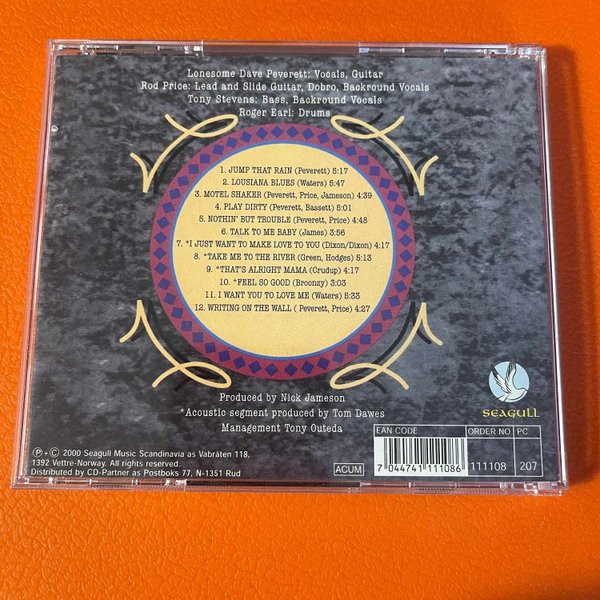 Lonesome Dave Peverett: Vocals, Guitar
Rod Price: Lead and Slide Guitar, Dobro, Backround Vocals
Tony Stevens: Bass, Backround Vocals
Roger Earl: Drums
1. JUMP THAT RAIN (Peverett) 5:17
2. LOUSIANA BLUES (Waters) 5:47
3. MOTEL SHAKER (Peverett, Price, Jameson) 4:39
4. PLAY DIRTY (Peverett, Bassett) 5:01
5. NOTHIN' BUT TROUBLE (Peverett, Price) 4:48
6. TALK TO ME BABY (James) 3:56
7. *I JUST WANT TO MAKE LOVE TO YOU (Dixon/Dixon) 4:17
8. *TAKE ME TO THE RIVER (Green, Hodges) 5:13
9. *THAT'S ALRIGHT MAMA (Crudup) 4:17
10. *FEEL SO GOOD (Broonzy) 3:03
11. I WANT YOU TO LOVE ME (Waters) 5:33
12. WRITING ON THE WALL ( Peverett, Price) 4:27
Produced by Nick Jameson
*Acoustic segment produced by Tom Dawes
Management Tony Outeda
SEAGULL
℗ + © 2000 Seagull Music Scandinavia as Vabråten 118,
1392 Vettre-Norway. All rights reserved.
Distributed by CD-Partner as Postboks 77, N-1351 Rud
ACUM
EAN CODE ORDER NO. PC
7 044741 111086 111108 207